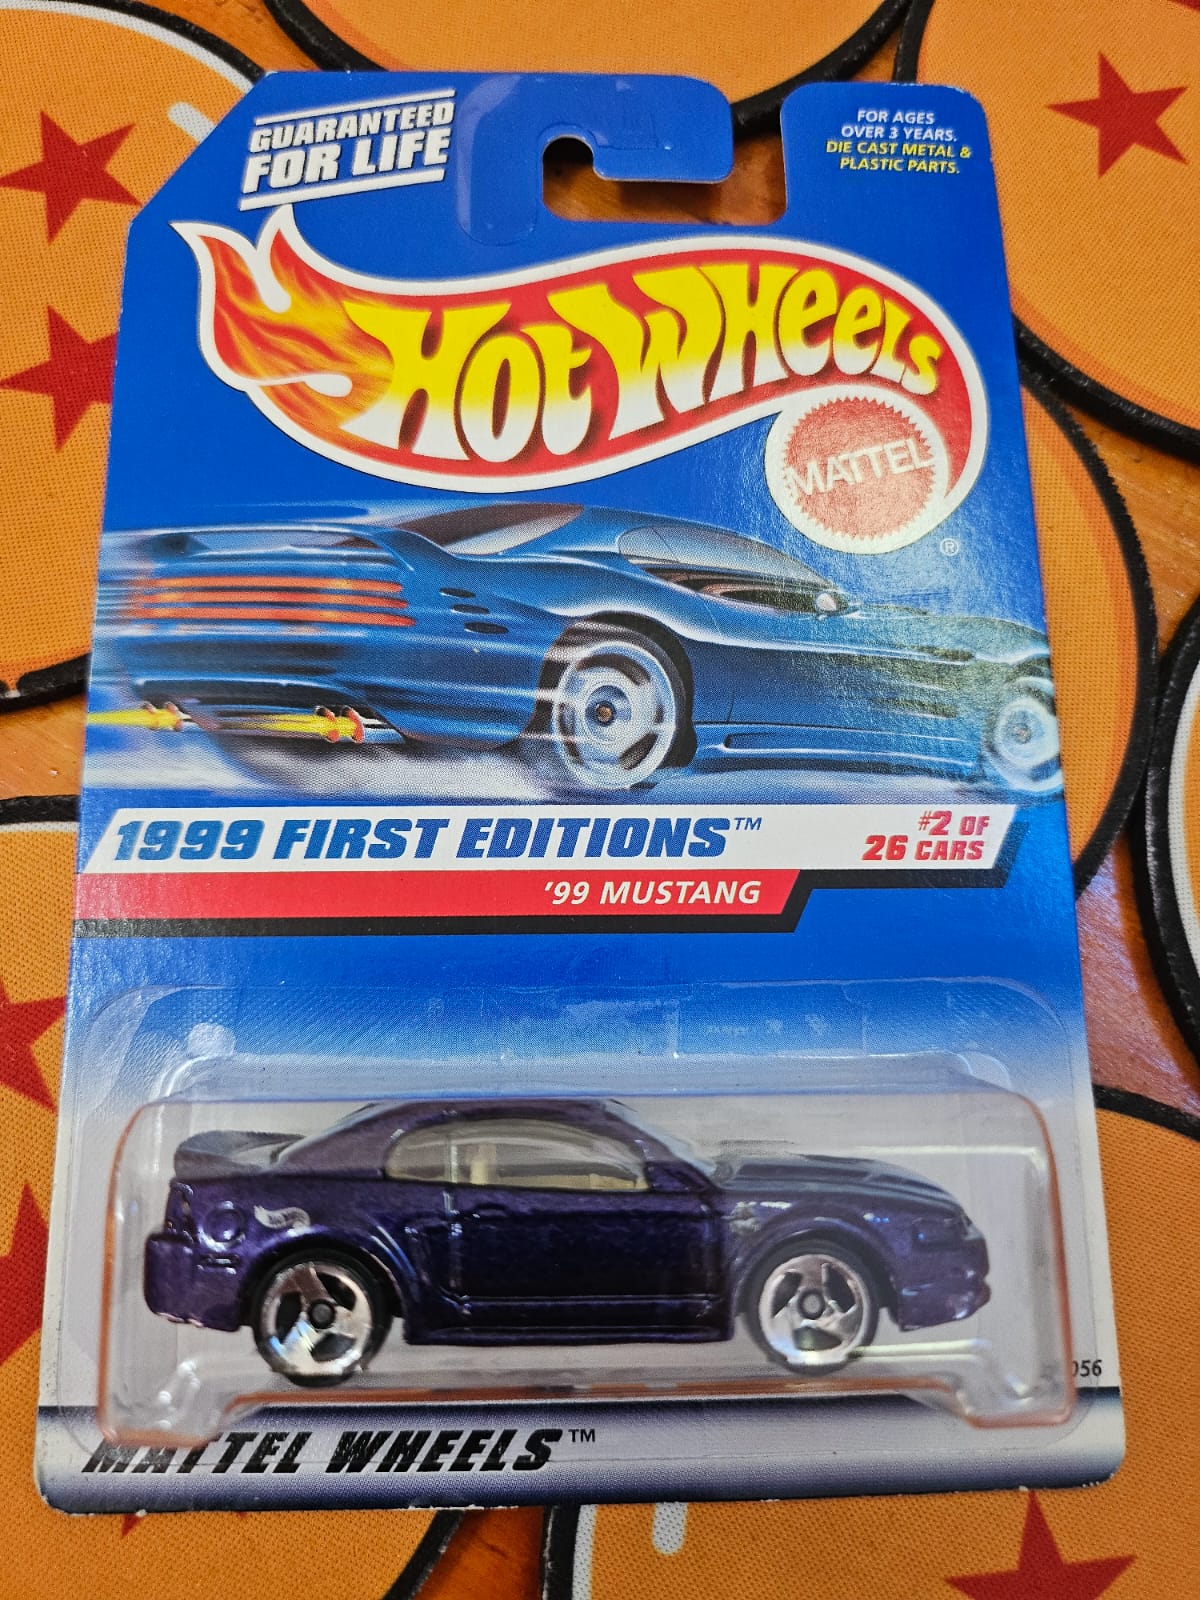 GUARANTEED
FOR LIFE
FOR AGES
OVER 3 YEARS.
DIE CAST METAL &
PLASTIC PARTS.
HOT WHEELS
MATTEL
®
1999 FIRST EDITIONS™
#2 OF
26 CARS
'99 MUSTANG
056
MATTEL WHEELS™